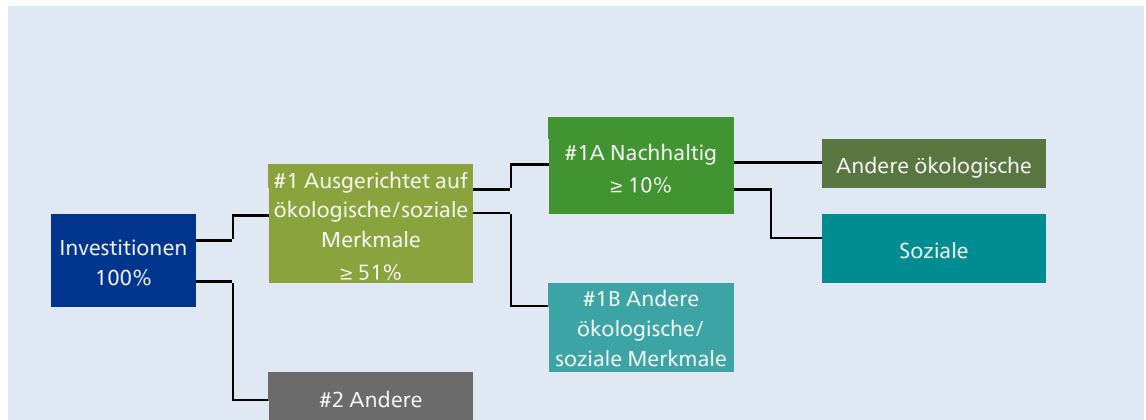 Investitionen
100%
#1 Ausgerichtet auf
ökologische/soziale
Merkmale
≥ 51%
#2 Andere
#1A Nachhaltig
≥ 10%
#1B Andere
ökologische/
soziale Merkmale
Andere ökologische
Soziale